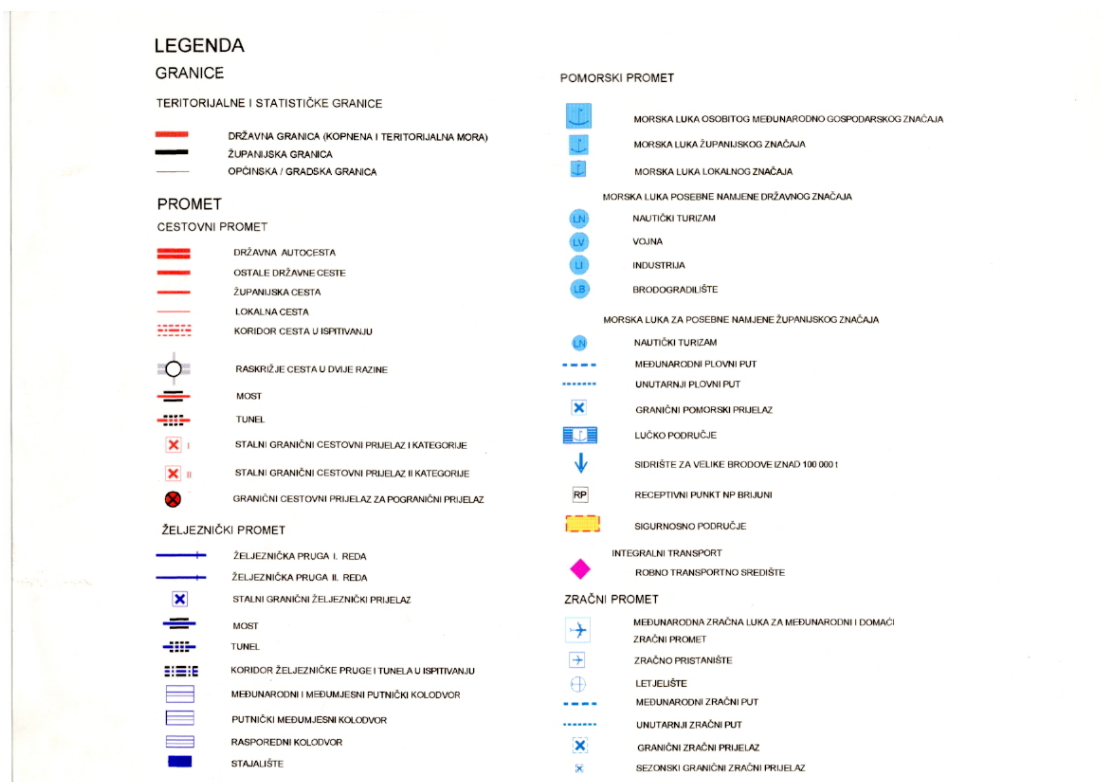 LEGENDA
GRANICE
TERITORIJALNE I STATISTIČKE GRANICE
DRŽAVNA GRANICA (KOPNENA I TERITORIJALNA MORA)
ŽUPANIJSKA GRANICA
OPĆINSKA / GRADSKA GRANICA
PROMET
CESTOVNI PROMET
DRŽAVNA AUTOCESTA
OSTALE DRŽAVNE CESTE
ŽUPANIJSKA CESTA
LOKALNA CESTA
KORIDOR CESTA U ISPITIVANJU
RASKRIŽJE CESTA U DVIJE RAZINE
MOST
TUNEL
I STALNI GRANIČNI CESTOVNI PRIJELAZ I KATEGORIJE
II STALNI GRANIČNI CESTOVNI PRIJELAZ II KATEGORIJE
GRANIČNI CESTOVNI PRIJELAZ ZA POGRANIČNI PRIJELAZ
ŽELJEZNIČKI PROMET
ŽELJEZNIČKA PRUGA I. REDA
ŽELJEZNIČKA PRUGA II. REDA
STALNI GRANIČNI ŽELJEZNIČKI PRIJELAZ
MOST
TUNEL
KORIDOR ŽELJEZNIČKE PRUGE I TUNELA U ISPITIVANJU
MEĐUNARODNI I MEĐUMJESNI PUTNIČKI KOLODVOR
PUTNIČKI MEĐUMJESNI KOLODVOR
RASPOREDNI KOLODVOR
STAJALIŠTE
POMORSKI PROMET
MORSKA LUKA OSOBITOG MEĐUNARODNO GOSPODARSKOG ZNAČAJA
MORSKA LUKA ŽUPANIJSKOG ZNAČAJA
MORSKA LUKA LOKALNOG ZNAČAJA
MORSKA LUKA POSEBNE NAMJENE DRŽAVNOG ZNAČAJA
LN NAUTIČKI TURIZAM
LV VOJNA
LI INDUSTRIJA
LB BRODOGRADILIŠTE
MORSKA LUKA ZA POSEBNE NAMJENE ŽUPANIJSKOG ZNAČAJA
LN NAUTIČKI TURIZAM
MEĐUNARODNI PLOVNI PUT
UNUTARNJI PLOVNI PUT
GRANIČNI POMORSKI PRIJELAZ
LUČKO PODRUČJE
SIDRIŠTE ZA VELIKE BRODOVE IZNAD 100 000 t
RP RECEPTIVNI PUNKT NP BRIJUNI
SIGURNOSNO PODRUČJE
INTEGRALNI TRANSPORT
ROBNO TRANSPORTNO SREDIŠTE
ZRAČNI PROMET
MEĐUNARODNA ZRAČNA LUKA ZA MEĐUNARODNI I DOMAĆI
ZRAČNI PROMET
ZRAČNO PRISTANIŠTE
LETJELIŠTE
MEĐUNARODNI ZRAČNI PUT
UNUTARNJI ZRAČNI PUT
GRANIČNI ZRAČNI PRIJELAZ
SEZONSKI GRANIČNI ZRAČNI PRIJELAZ